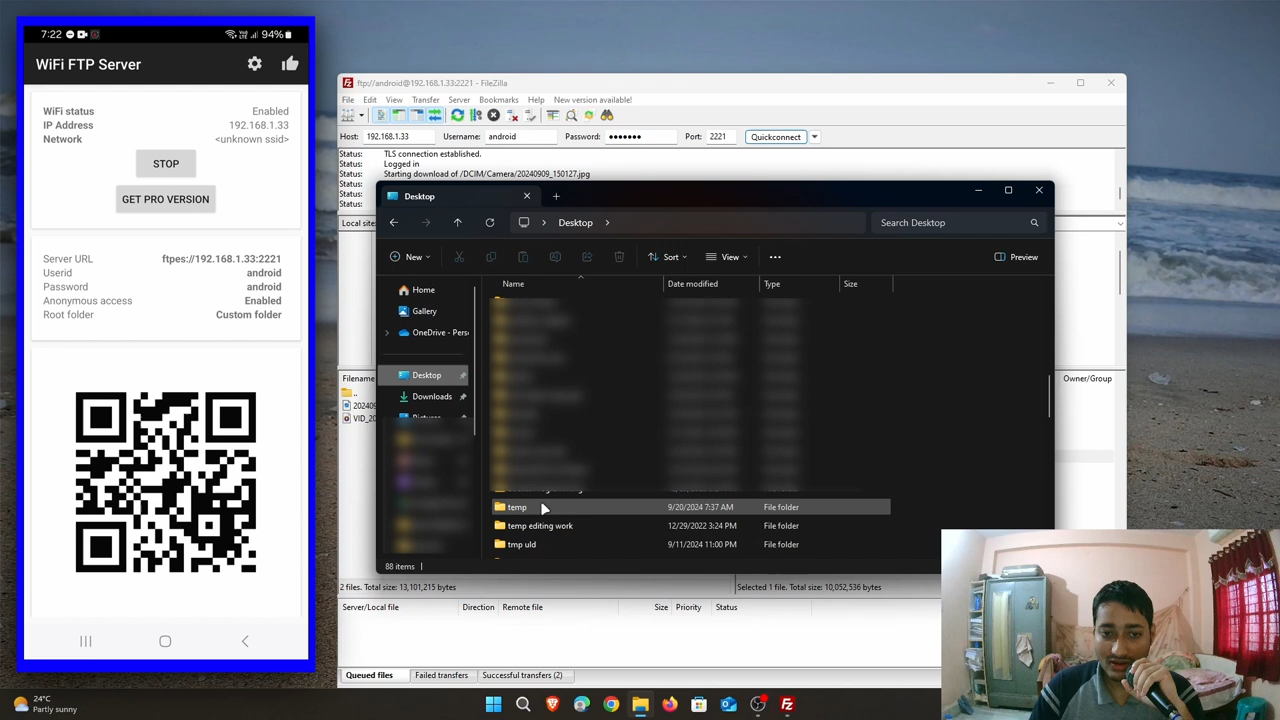 7:22
94%
WiFi FTP Server
WiFi status Enabled
IP Address 192.168.1.33
Network <unknown ssid>
STOP
GET PRO VERSION
Server URL ftpes://192.168.1.33:2221
Userid android
Password android
Anonymous access Enabled
Root folder Custom folder
ftp://android@192.168.1.33:2221 - FileZilla
File Edit View Transfer Server Bookmarks Help New version available!
Host: 192.168.1.33 Username: android Password: ●●●●●●● Port: 2221 Quickconnect
Status: TLS connection established.
Status: Logged in
Status: Starting download of /DCIM/Camera/20240909_150127.jpg
Status:
Status:
Status:
Local site:
Filename Owner/Group
..
2 files. Total size: 13,101,215 bytes Selected 1 file. Total size: 10,052,536 bytes
Server/Local file Direction Remote file Size Priority Status
Queued files Failed transfers Successful transfers (2)
Desktop
Desktop
Search Desktop
New Sort View Preview
Name Date modified Type Size
Home
Gallery
OneDrive - Pers
Desktop
Downloads
temp 9/20/2024 7:37 AM File folder
temp editing work 12/29/2022 3:24 PM File folder
tmp uld 9/11/2024 11:00 PM File folder
88 items
24°C
Partly sunny